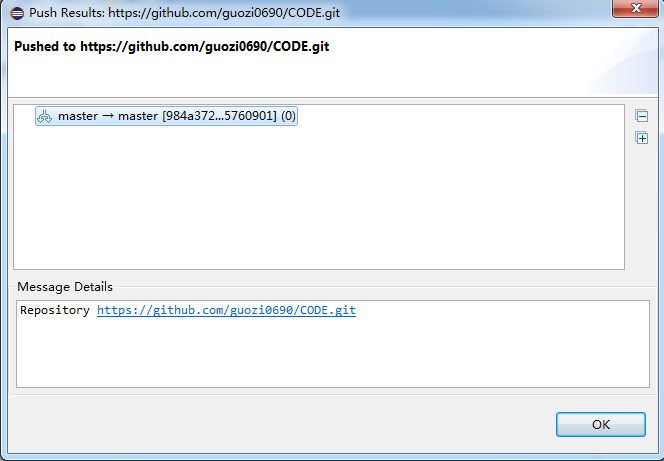 Push Results: https://github.com/guozi0690/CODE.git
Pushed to https://github.com/guozi0690/CODE.git
master → master [984a372...5760901] (0)
Message Details
Repository https://github.com/guozi0690/CODE.git
OK